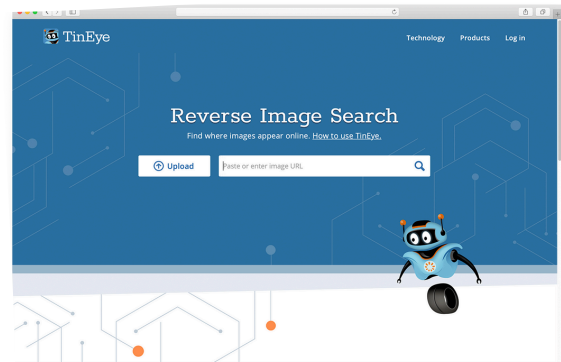 TinEye
Technology Products Log in
Reverse Image Search
Find where images appear online. How to use TinEye.
Upload
Paste or enter image URL